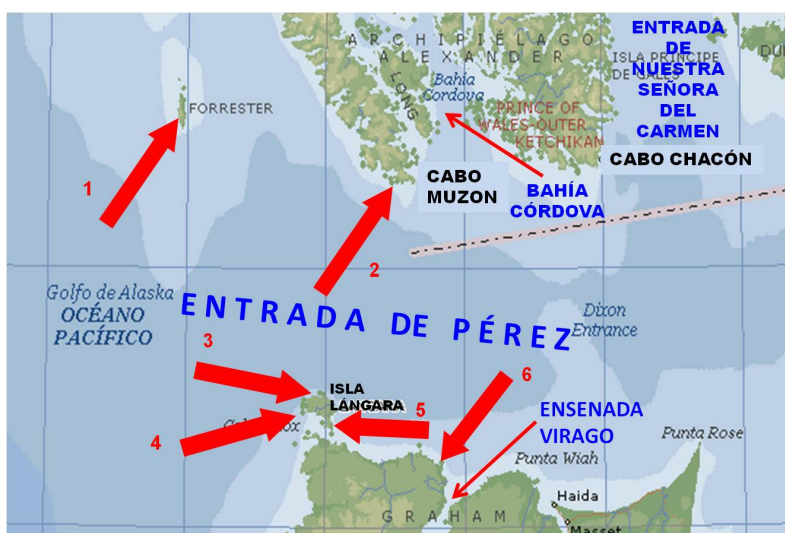 ARCHIPIÉLAGO
ALEXANDER
ENTRADA
DE
NUESTRA
SEÑORA
DEL
CARMEN
ISLA PRÍNCIPE
DE GALES
LONG
Bahía
Cordova
FORRESTER
PRINCE OF
WALES-OUTER
KETCHIKAN
1
CABO
MUZON
BAHÍA
CÓRDOVA
CABO CHACÓN
2
Golfo de Alaska
OCÉANO
PACÍFICO
ENTRADA DE PÉREZ
Dixon
Entrance
3
6
ISLA
LÁNGARA
5
4
ENSENADA
VIRAGO
Punta Rose
Punta Wiah
Haida
Masset
GRAHAM